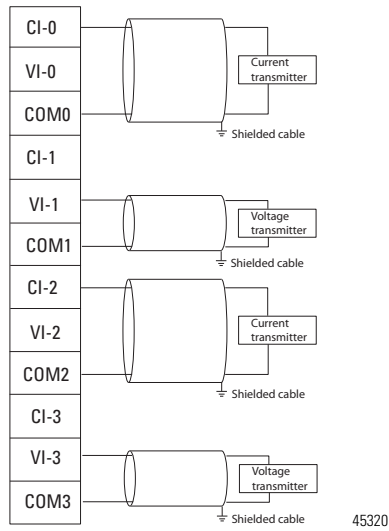 CI-0
VI-0
COM0
CI-1
VI-1
COM1
CI-2
VI-2
COM2
CI-3
VI-3
COM3
Current
transmitter
Shielded cable
Voltage
transmitter
Shielded cable
Current
transmitter
Shielded cable
Voltage
transmitter
Shielded cable
45320